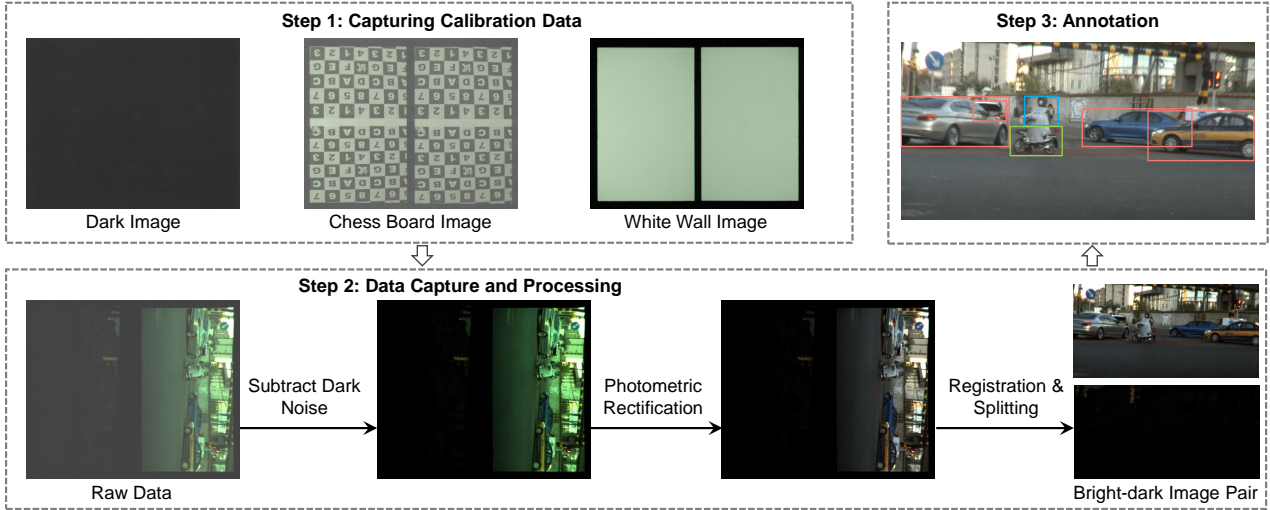 Step 1: Capturing Calibration Data
Dark Image
Chess Board Image
White Wall Image
Step 3: Annotation
Step 2: Data Capture and Processing
Subtract Dark
Noise
Photometric
Rectification
Registration &
Splitting
Raw Data
Bright-dark Image Pair